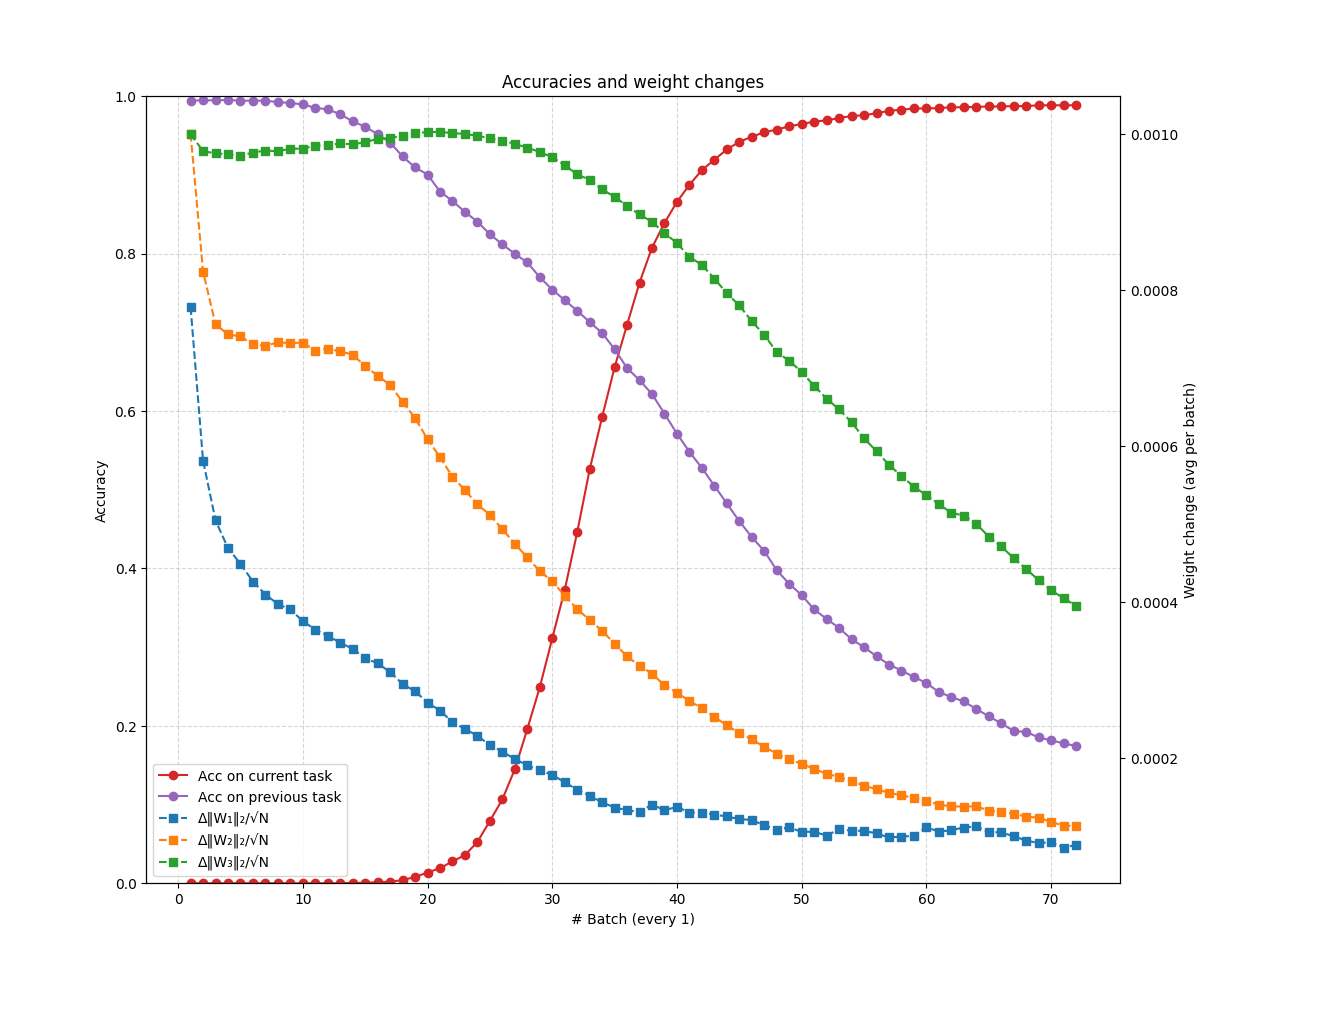 Accuracies and weight changes
1.0
0.8
0.6
0.4
0.2
0.0
Accuracy
0.0010
0.0008
0.0006
0.0004
0.0002
Weight change (avg per batch)
Acc on current task
Acc on previous task
Δ‖W₁‖₂/√N
Δ‖W₂‖₂/√N
Δ‖W₃‖₂/√N
0 10 20 30 40 50 60 70
# Batch (every 1)